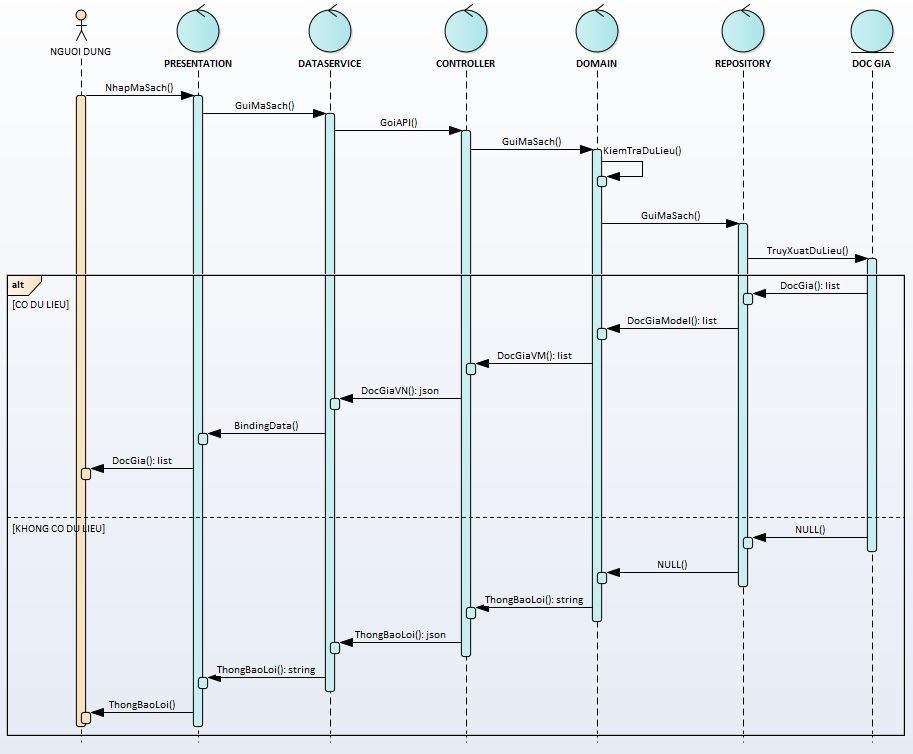 NGUOI DUNG
PRESENTATION
DATASERVICE
CONTROLLER
DOMAIN
REPOSITORY
DOC GIA
NhapMaSach()
GuiMaSach()
GoiAPI()
GuiMaSach()
KiemTraDuLieu()
GuiMaSach()
TruyXuatDuLieu()
alt
[CO DU LIEU]
DocGia(): list
DocGiaModel(): list
DocGiaVM(): list
DocGiaVN(): json
BindingData()
DocGia(): list
[KHONG CO DU LIEU]
NULL()
NULL()
ThongBaoLoi(): string
ThongBaoLoi(): json
ThongBaoLoi(): string
ThongBaoLoi()